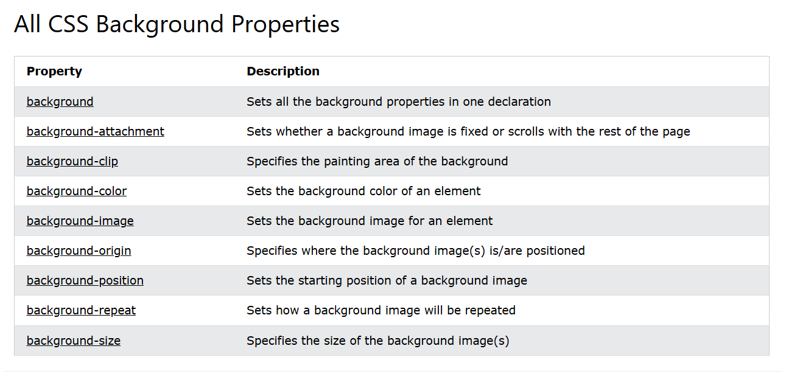 All CSS Background Properties
Property Description
background Sets all the background properties in one declaration
background-attachment Sets whether a background image is fixed or scrolls with the rest of the page
background-clip Specifies the painting area of the background
background-color Sets the background color of an element
background-image Sets the background image for an element
background-origin Specifies where the background image(s) is/are positioned
background-position Sets the starting position of a background image
background-repeat Sets how a background image will be repeated
background-size Specifies the size of the background image(s)